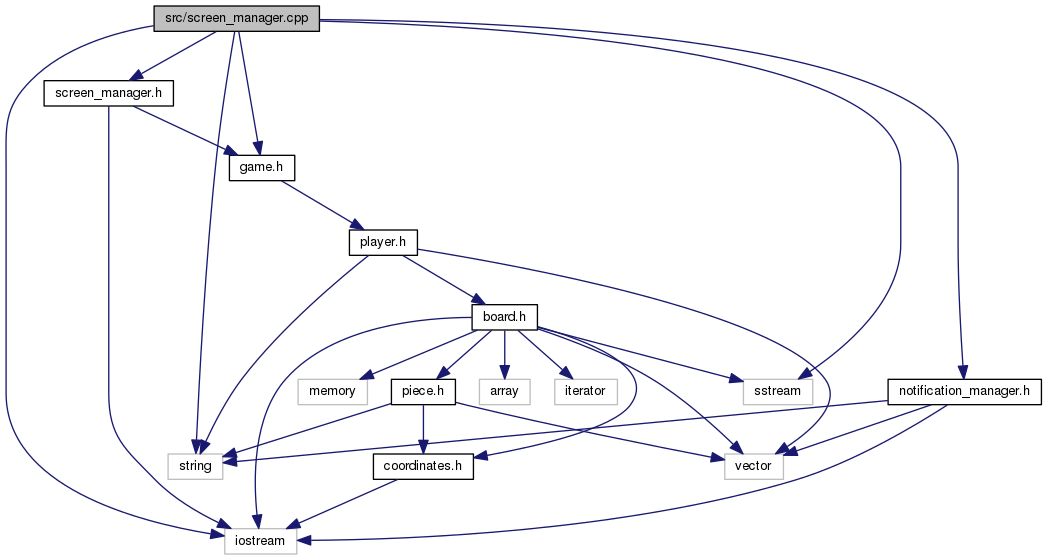 src/screen_manager.cpp
screen_manager.h
game.h
player.h
board.h
memory
piece.h
array
iterator
sstream
notification_manager.h
string
coordinates.h
vector
iostream